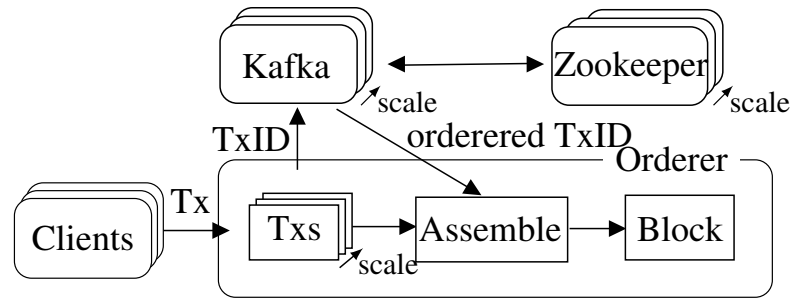 Kafka
Zookeeper
scale
scale
TxID
orderered TxID
Orderer
Tx
Clients
Txs
Assemble
Block
scale